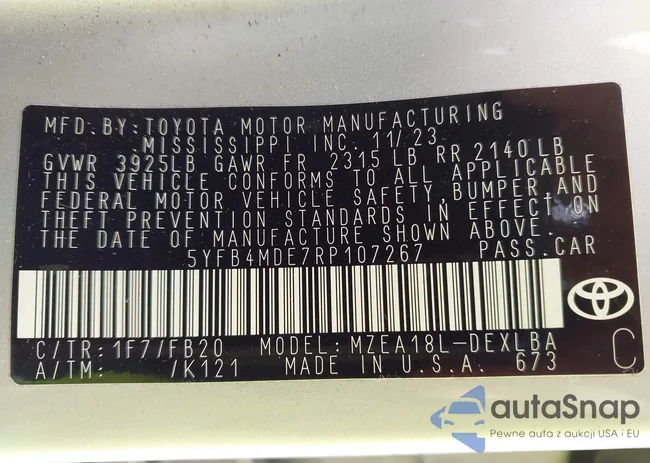 MFD. BY: TOYOTA MOTOR MANUFACTURING
MISSISSIPPI INC. 11/23
GVWR 3925LB GAWR FR 2315 LB RR 2140 LB
THIS VEHICLE CONFORMS TO ALL APPLICABLE
FEDERAL MOTOR VEHICLE SAFETY, BUMPER, AND
THEFT PREVENTION STANDARDS IN EFFECT ON
THE DATE OF MANUFACTURE SHOWN ABOVE.
5YFB4MDE7RP107267 PASS. CAR
C/TR: 1F7/FB20 MODEL: MZEA18L-DEXLBA
A/TM: /K121 MADE IN U.S.A. 673
C
autaSnap
Pewne auta z aukcji USA i EU